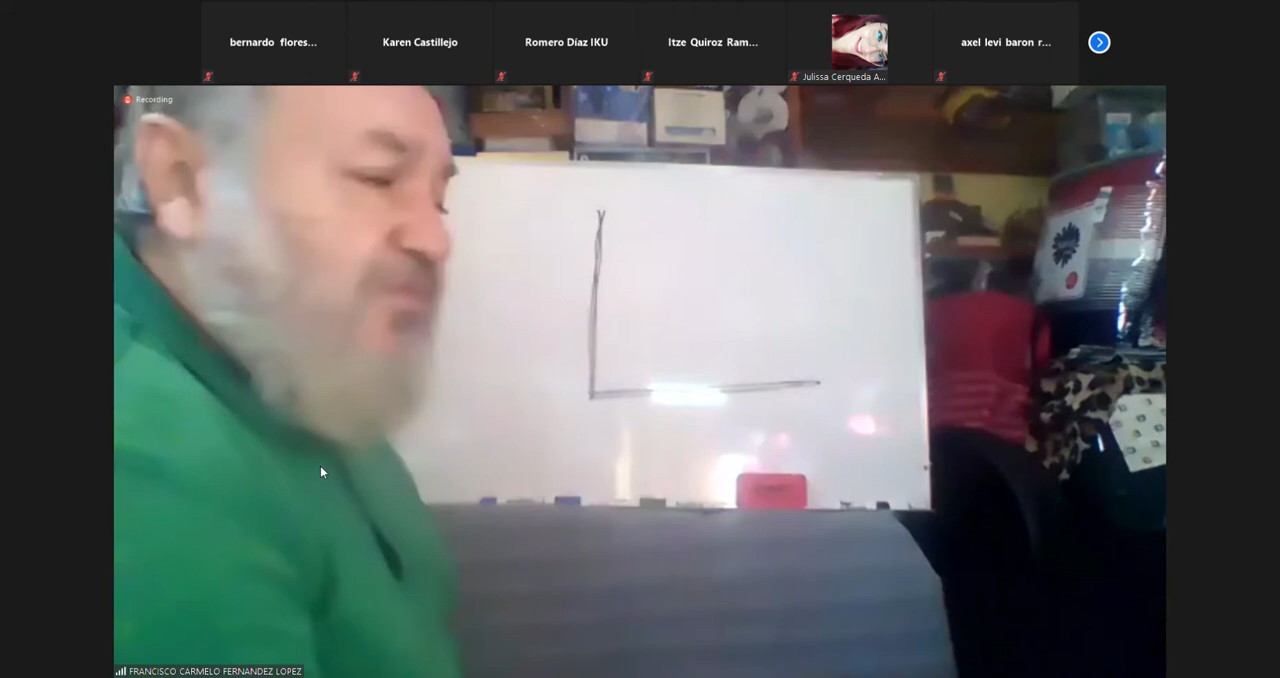 bernardo flores...
Karen Castillejo
Romero Díaz IKU
Itze Quiroz Ram...
Julissa Cerqueda A...
axel levi baron r...
Recording
FRANCISCO CARMELO FERNANDEZ LOPEZ